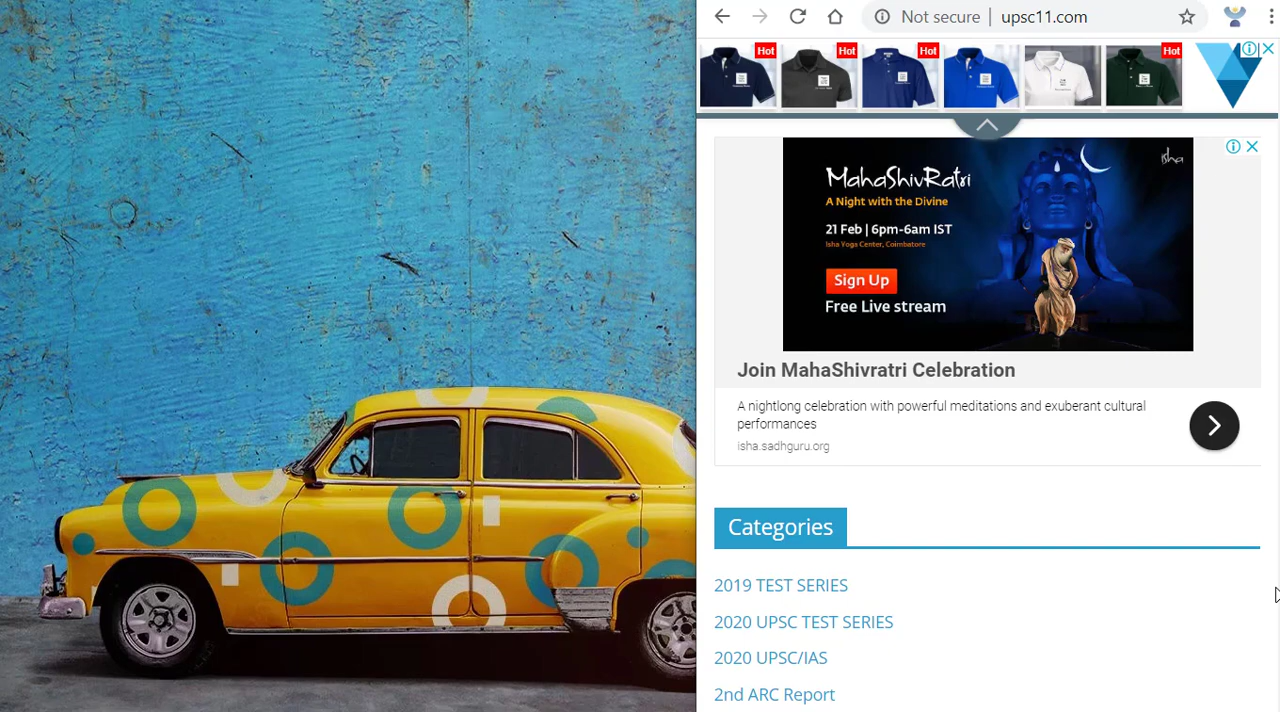 Not secure | upsc11.com
Hot
Hot
Hot
Hot
MahaShivRatri
isha
A Night with the Divine
21 Feb | 6pm-6am IST
Isha Yoga Center, Coimbatore
Sign Up
Free Live stream
Join MahaShivratri Celebration
A nightlong celebration with powerful meditations and exuberant cultural
performances
isha.sadhguru.org
Categories
2019 TEST SERIES
2020 UPSC TEST SERIES
2020 UPSC/IAS
2nd ARC Report